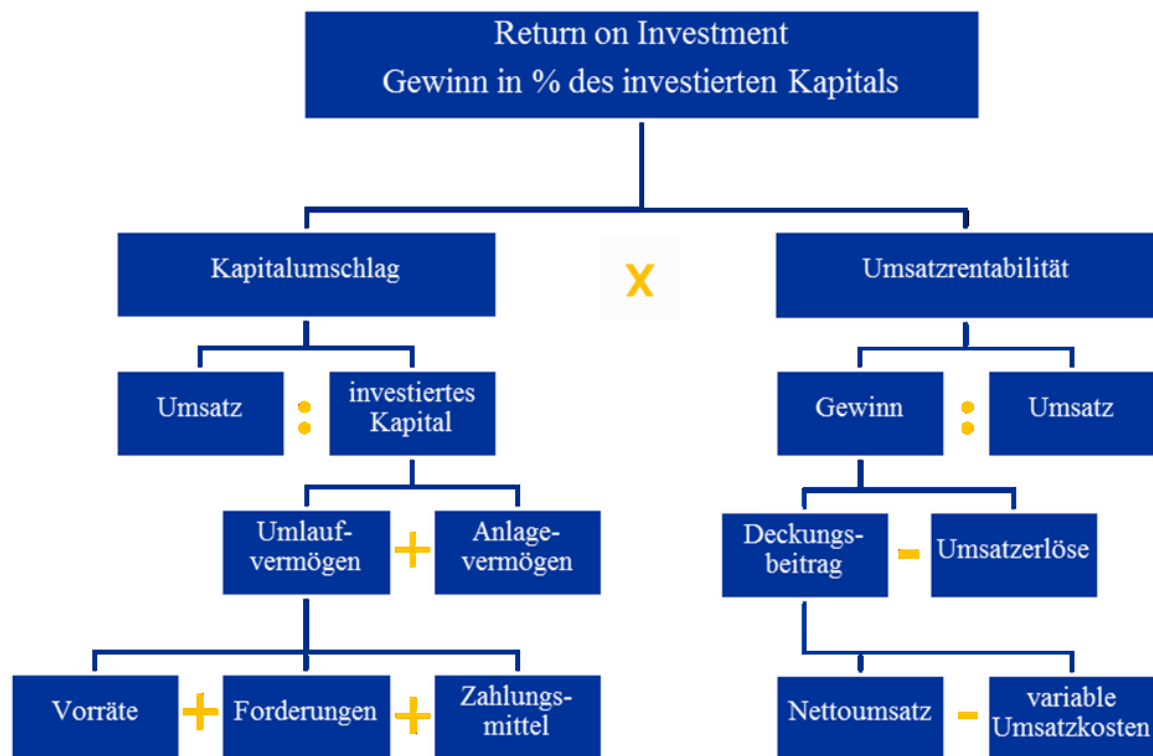 Return on Investment
Gewinn in % des investierten Kapitals
Kapitalumschlag
X
Umsatzrentabilität
Umsatz
:
investiertes
Kapital
Gewinn
:
Umsatz
Umlauf-
vermögen
+
Anlage-
vermögen
Deckungs-
beitrag
-
Umsatzerlöse
Vorräte
+
Forderungen
+
Zahlungs-
mittel
Nettoumsatz
-
variable
Umsatzkosten